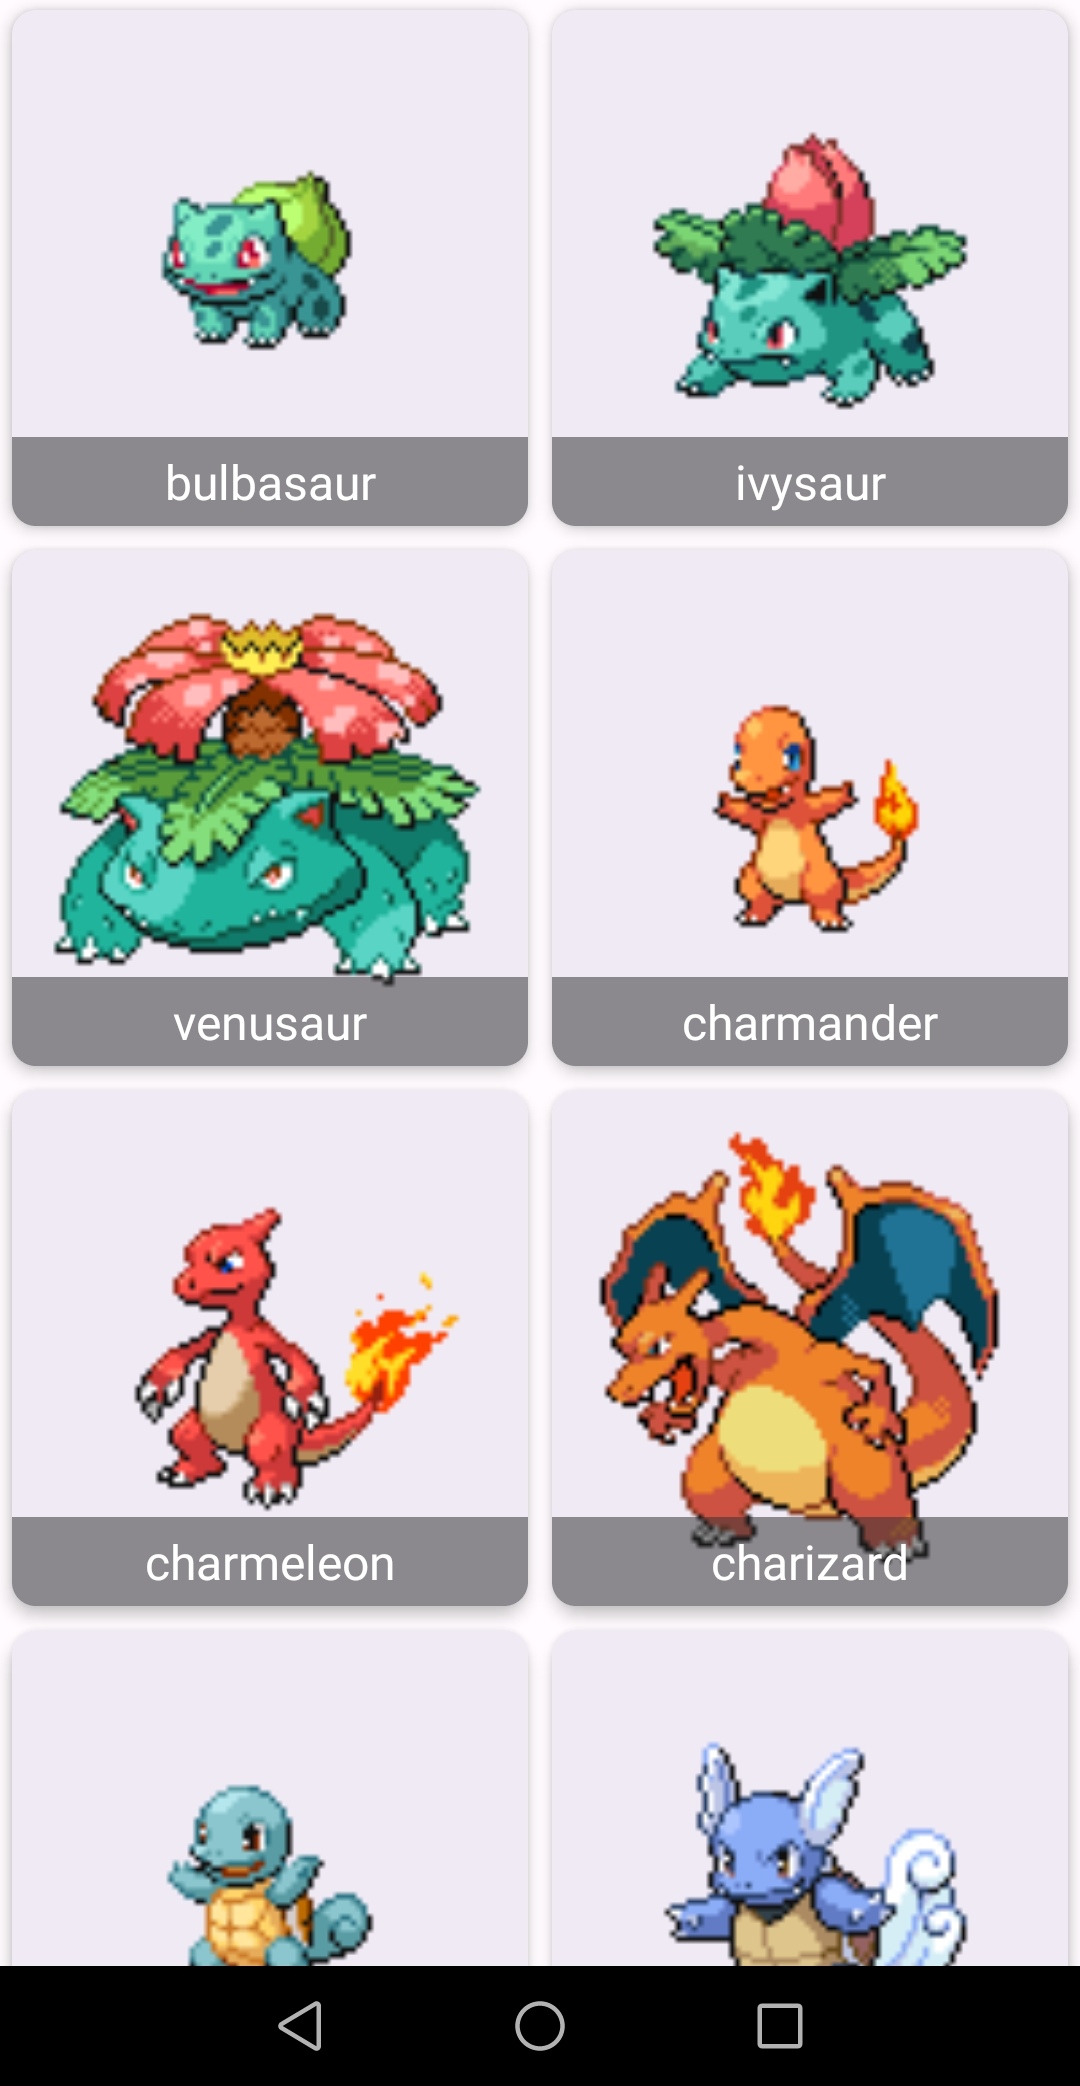 bulbasaur
ivysaur
venusaur
charmander
charmeleon
charizard